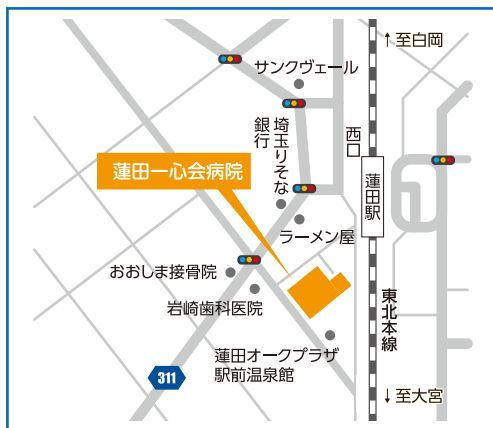 ↑至白岡
サンクヴェール
埼玉りそな
銀行
西口
蓮田一心会病院
蓮田駅
ラーメン屋
おおしま接骨院
岩崎歯科医院
東北本線
蓮田オークプラザ
駅前温泉館
311
↓至大宮